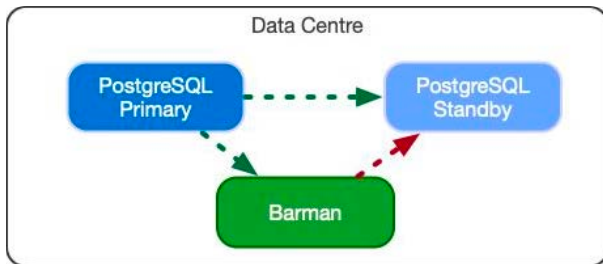 Data Centre
PostgreSQL
Primary
PostgreSQL
Standby
Barman